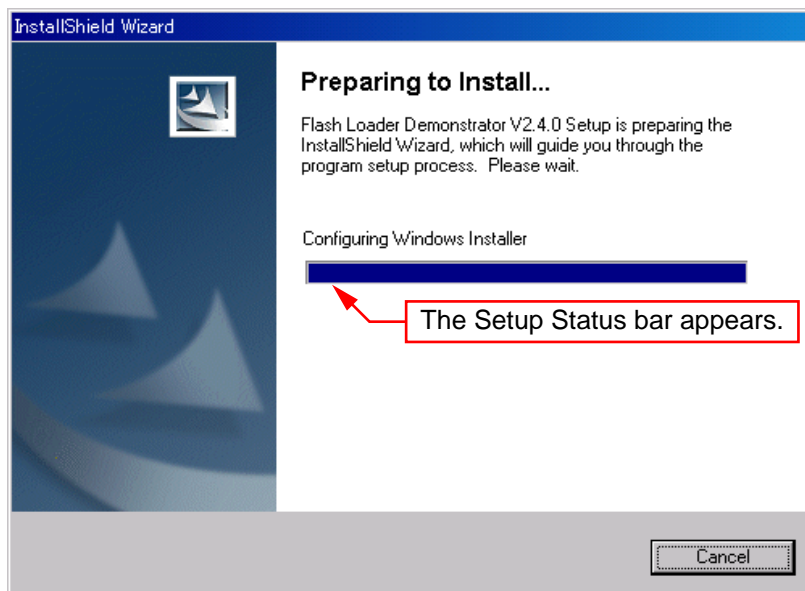 InstallShield Wizard
Preparing to Install...
Flash Loader Demonstrator V2.4.0 Setup is preparing the
InstallShield Wizard, which will guide you through the
program setup process.  Please wait.
Configuring Windows Installer
The Setup Status bar appears.
Cancel